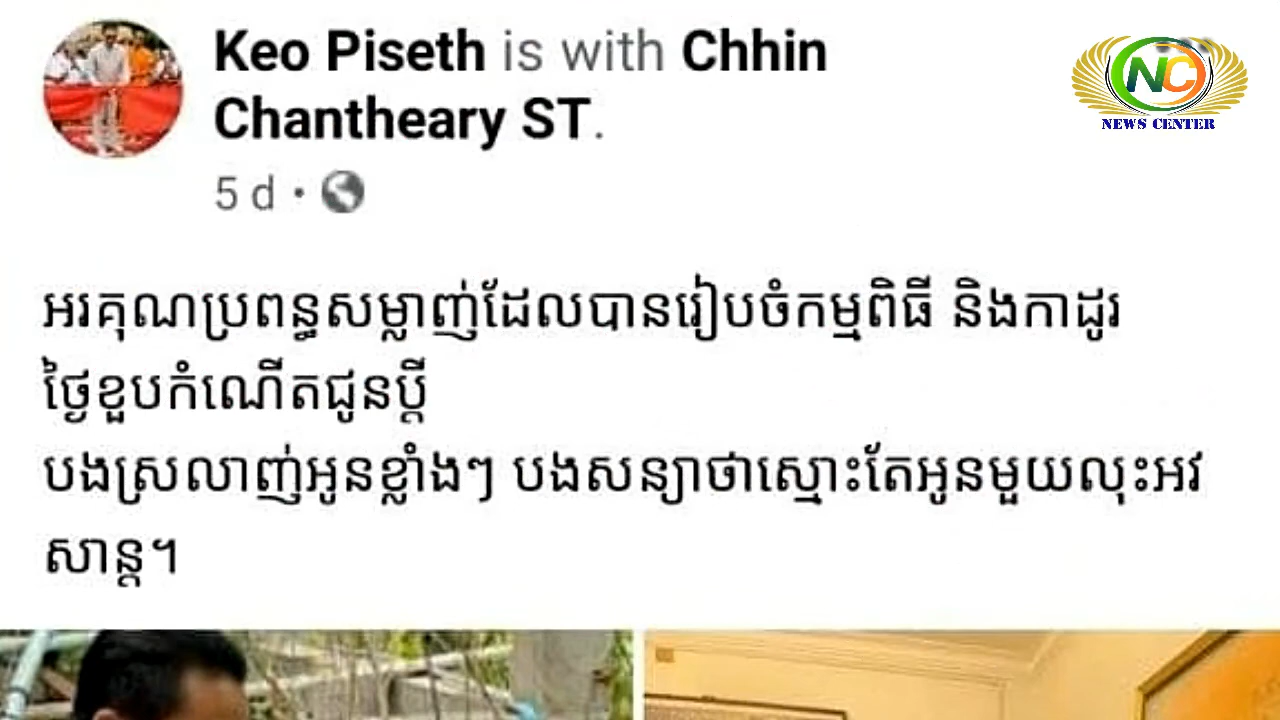 Keo Piseth is with Chhin
Chantheary ST.
5 d ·
NC
NEWS CENTER
អរគុណប្រពន្ធសម្លាញ់ដែលបានរៀបចំកម្មពិធី និងកាដូរ
ថ្ងៃខួបកំណើតជូនប្ដី
បងស្រលាញ់អូនខ្លាំងៗ បងសន្យាថាស្មោះតែអូនមួយលុះអវ
សាន្ត។